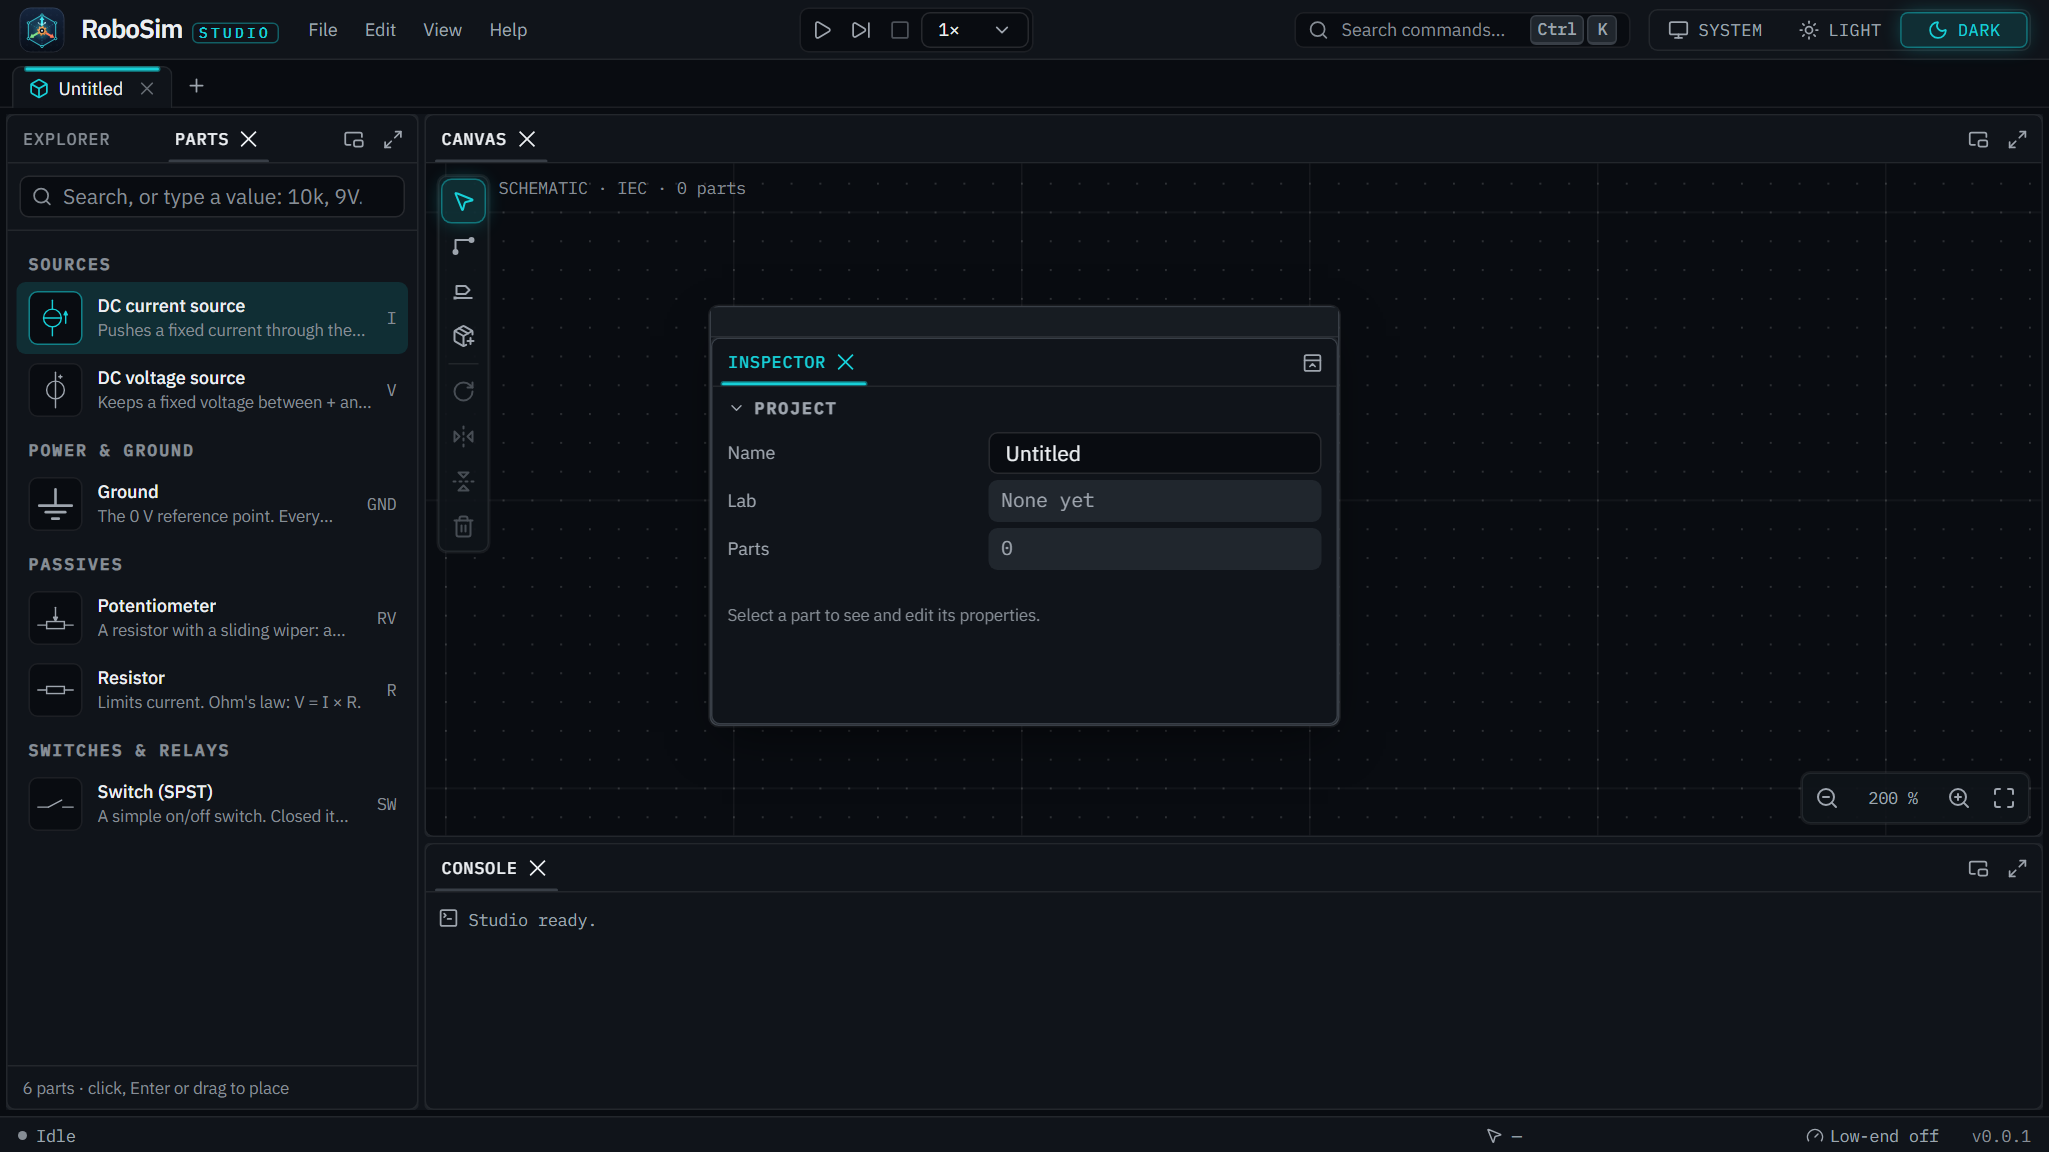 RoboSim STUDIO File Edit View Help 1× Search commands... Ctrl K SYSTEM LIGHT DARK
Untitled
EXPLORER PARTS
Search, or type a value: 10k, 9V.
SOURCES
DC current source
Pushes a fixed current through the... I
DC voltage source
Keeps a fixed voltage between + an... V
POWER & GROUND
Ground
The 0 V reference point. Every... GND
PASSIVES
Potentiometer
A resistor with a sliding wiper: a... RV
Resistor
Limits current. Ohm's law: V = I × R. R
SWITCHES & RELAYS
Switch (SPST)
A simple on/off switch. Closed it... SW
6 parts · click, Enter or drag to place
CANVAS
SCHEMATIC · IEC · 0 parts
INSPECTOR
PROJECT
Name Untitled
Lab None yet
Parts 0
Select a part to see and edit its properties.
200 %
CONSOLE
Studio ready.
Idle — Low-end off v0.0.1